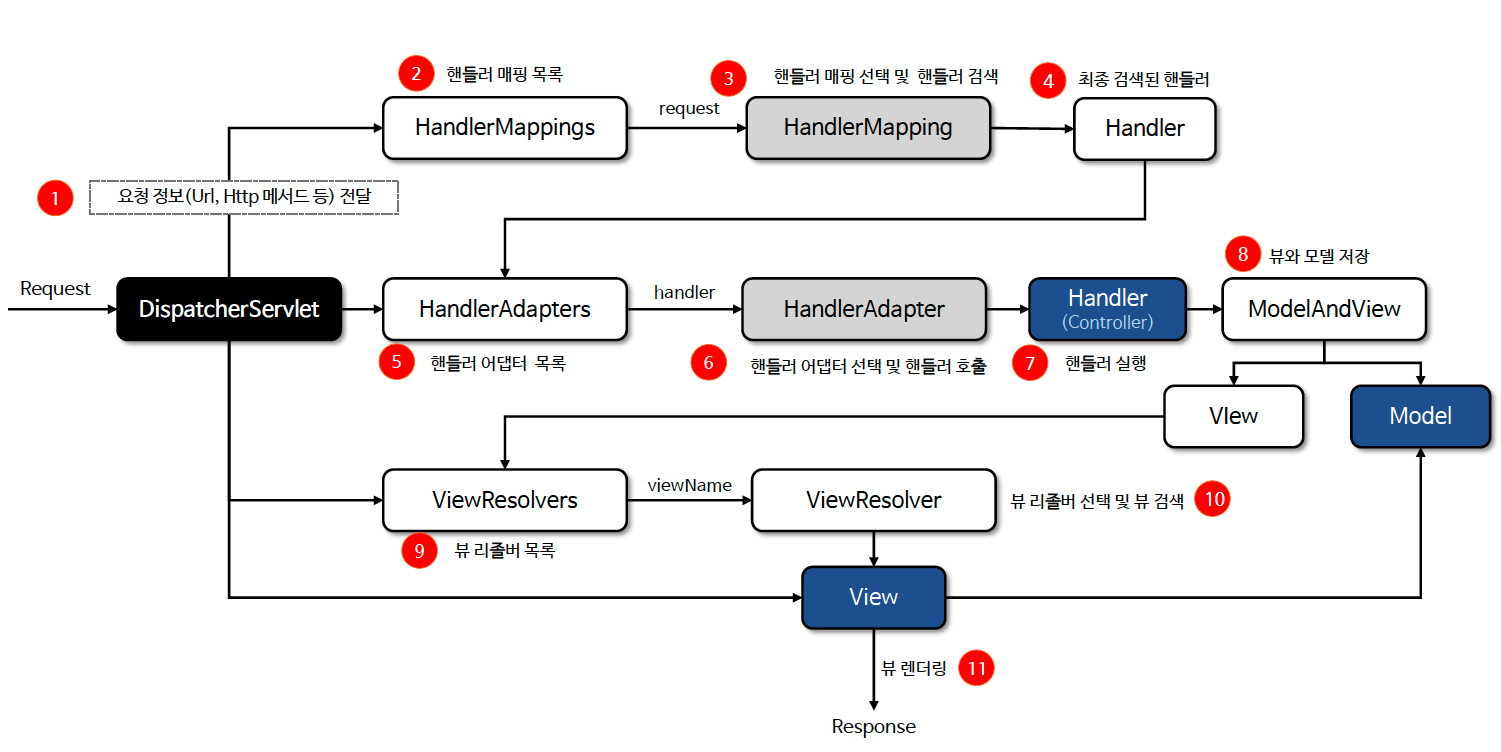 2 핸들러 매핑 목록
3 핸들러 매핑 선택 및 핸들러 검색
4 최종 검색된 핸들러
HandlerMappings
request
HandlerMapping
Handler
1 요청 정보(Url, Http 메서드 등) 전달
8 뷰와 모델 저장
Request
DispatcherServlet
HandlerAdapters
handler
HandlerAdapter
Handler
(Controller)
ModelAndView
5 핸들러 어댑터 목록
6 핸들러 어댑터 선택 및 핸들러 호출
7 핸들러 실행
VIew
Model
ViewResolvers
viewName
ViewResolver
뷰 리졸버 선택 및 뷰 검색 10
9 뷰 리졸버 목록
View
뷰 렌더링 11
Response